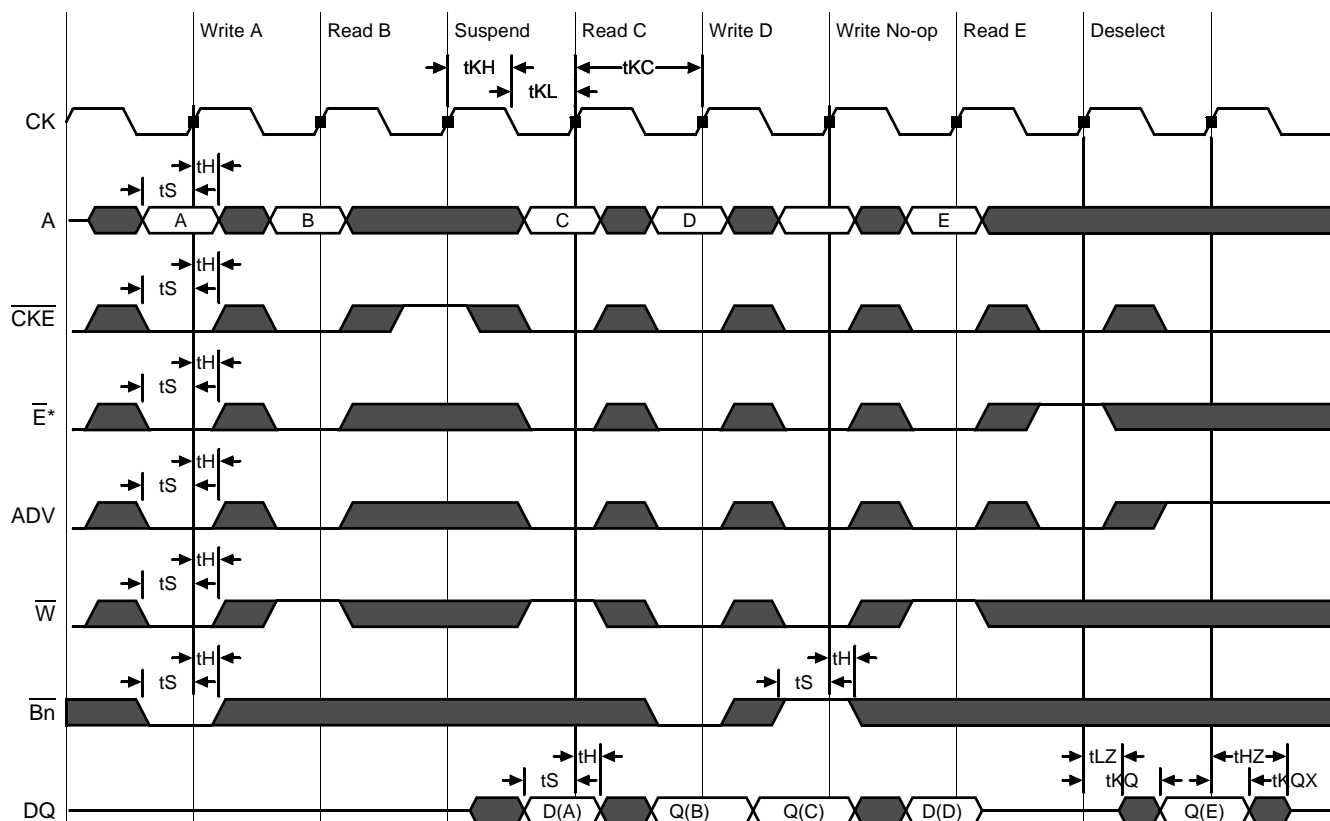 Write A Read B Suspend Read C Write D Write No-op Read E Deselect
tKH tKC
tKL
CK
tH
tS
A A B C D E
tH
tS
CKE
tH
tS
E*
tH
tS
ADV
tH
tS
W
tH tH
tS tS
Bn
tH tLZ tHZ
tS tKQ tKQX
DQ D(A) Q(B) Q(C) D(D) Q(E)